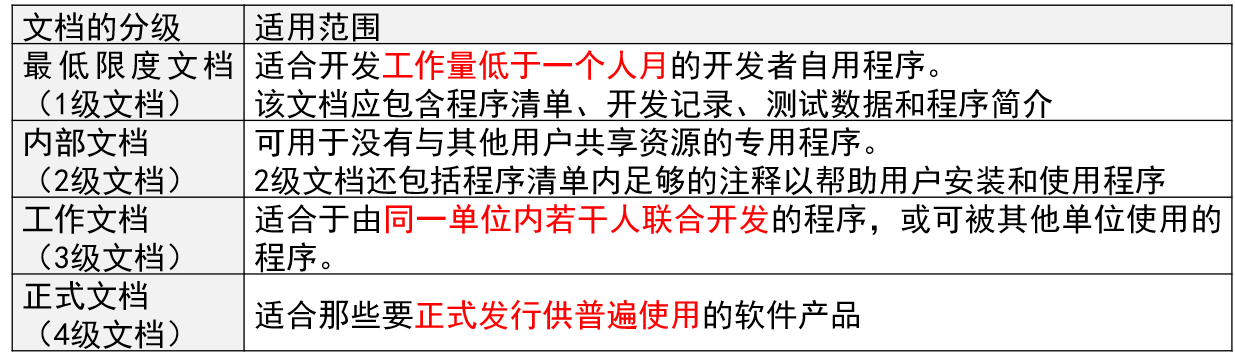 文档的分级 适用范围
最低限度文档
（1级文档）
适合开发工作量低于一个人月的开发者自用程序。
该文档应包含程序清单、开发记录、测试数据和程序简介
内部文档
（2级文档）
可用于没有与其他用户共享资源的专用程序。
2级文档还包括程序清单内足够的注释以帮助用户安装和使用程序
工作文档
（3级文档）
适合于由同一单位内若干人联合开发的程序，或可被其他单位使用的
程序。
正式文档
（4级文档）
适合那些要正式发行供普遍使用的软件产品